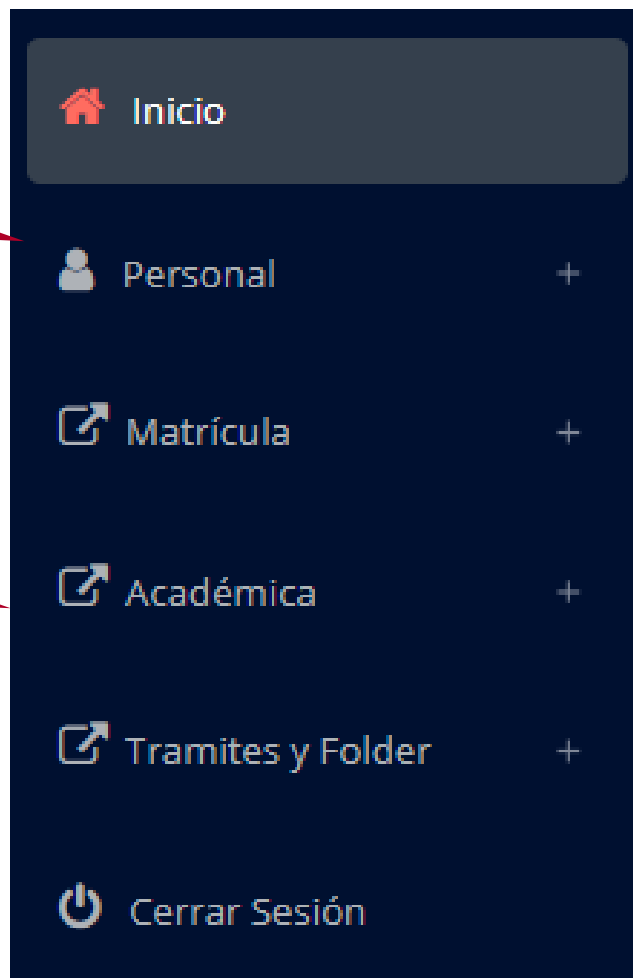 Inicio
Personal +
Matrícula +
Académica +
Tramites y Folder +
Cerrar Sesión